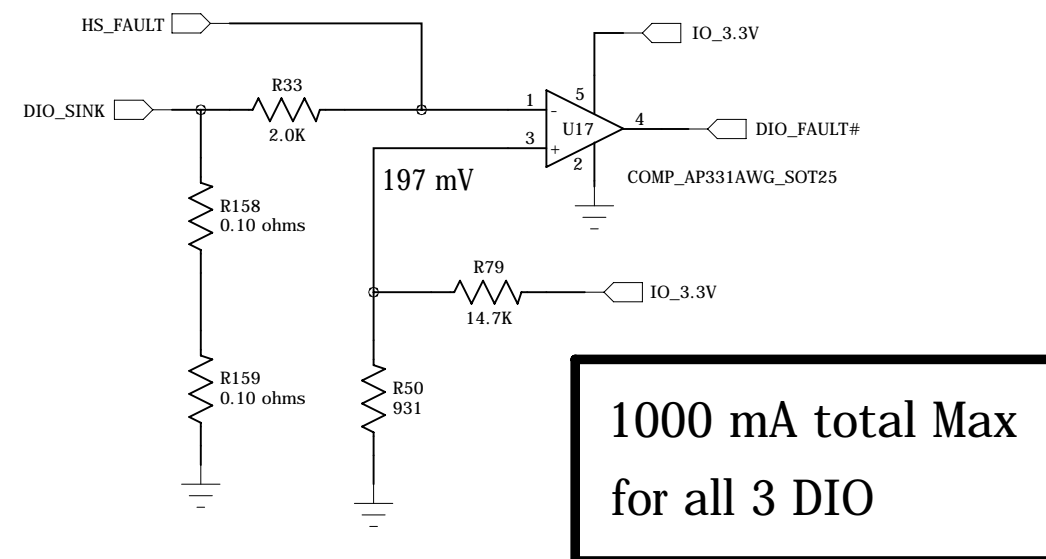 HS_FAULT
IO_3.3V
R33
DIO_SINK
2.0K
1
-
5
U17
4
DIO_FAULT#
3
+
2
197 mV
COMP_AP331AWG_SOT25
R158
0.10 ohms
R79
IO_3.3V
14.7K
R159
0.10 ohms
R50
931
1000 mA total Max
for all 3 DIO